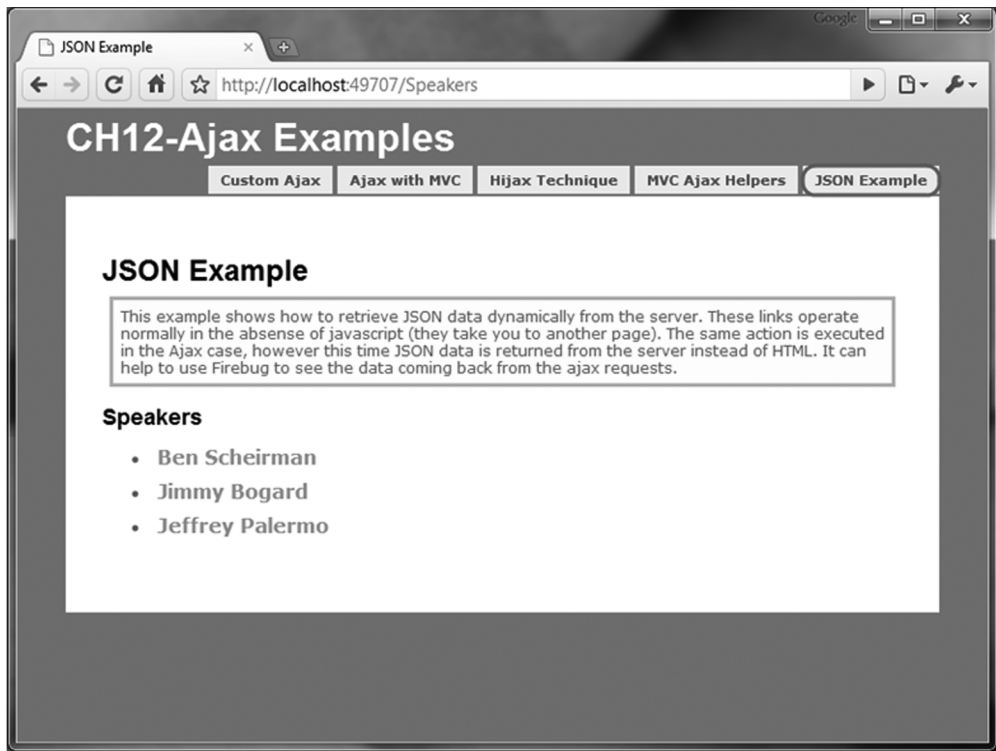 Google
JSON Example
http://localhost:49707/Speakers
CH12-Ajax Examples
Custom Ajax
Ajax with MVC
Hijax Technique
MVC Ajax Helpers
JSON Example
JSON Example
This example shows how to retrieve JSON data dynamically from the server. These links operate
normally in the absense of javascript (they take you to another page). The same action is executed
in the Ajax case, however this time JSON data is returned from the server instead of HTML. It can
help to use Firebug to see the data coming back from the ajax requests.
Speakers
• Ben Scheirman
• Jimmy Bogard
• Jeffrey Palermo